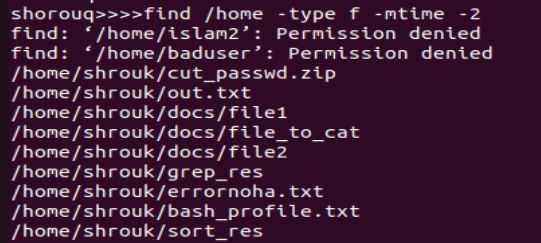 shorouq>>>>find /home -type f -mtime -2
find: ‘/home/islam2’: Permission denied
find: ‘/home/baduser’: Permission denied
/home/shrouk/cut_passwd.zip
/home/shrouk/out.txt
/home/shrouk/docs/file1
/home/shrouk/docs/file_to_cat
/home/shrouk/docs/file2
/home/shrouk/grep_res
/home/shrouk/errornoha.txt
/home/shrouk/bash_profile.txt
/home/shrouk/sort_res